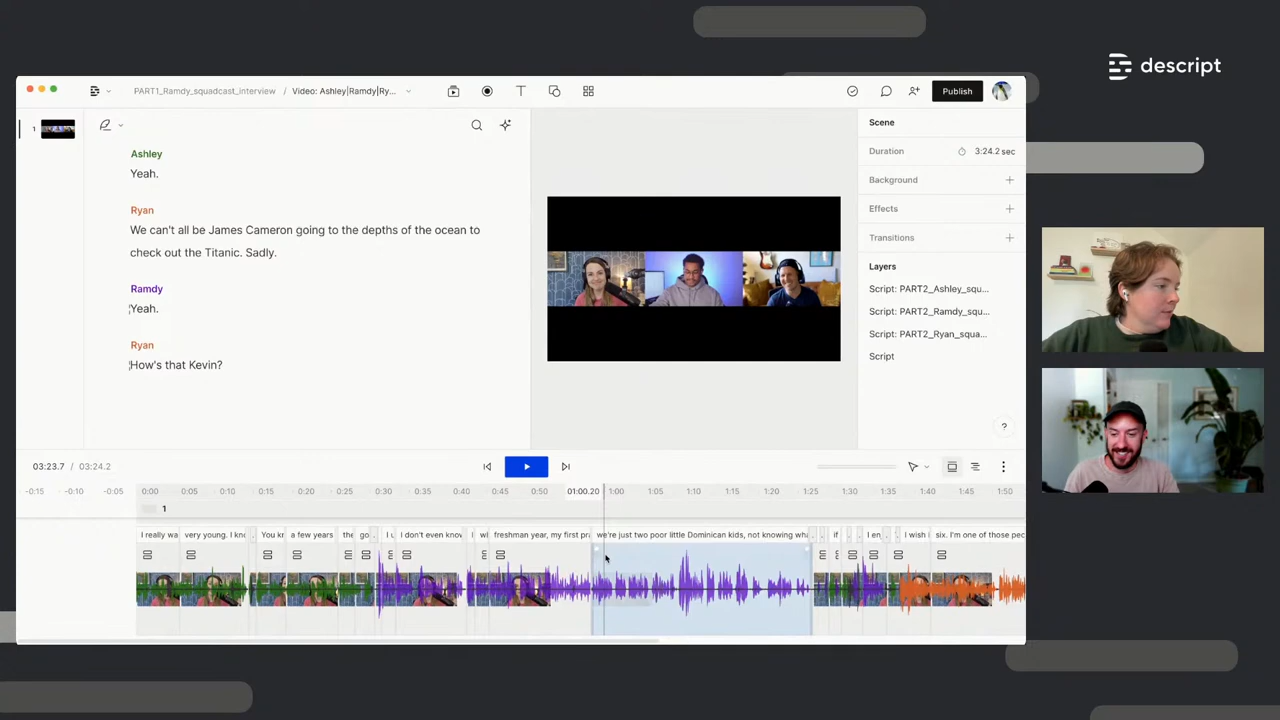 descript
PART1_Ramdy_squadcast_interview / Video: Ashley|Ramdy|Ry...
Publish
1
Ashley
Yeah.
Ryan
We can't all be James Cameron going to the depths of the ocean to
check out the Titanic. Sadly.
Ramdy
Yeah.
Ryan
How's that Kevin?
Scene
Duration 3:24.2 sec
Background
Effects
Transitions
Layers
Script: PART2_Ashley_squ...
Script: PART2_Ramdy_squ...
Script: PART2_Ryan_squa...
Script
?
03:23.7 / 03:24.2
-0:15 -0:10 -0:05 0:00 0:05 0:10 0:15 0:20 0:25 0:30 0:35 0:40 0:45 0:50 01:00.20 1:00 1:05 1:10 1:15 1:20 1:25 1:30 1:35 1:40 1:45 1:50
1
I really wa very young. I kno You kr a few years the go I u I don't even know I wl freshman year, my first pra we're just two poor little Dominican kids, not knowing wha if I en I wish i six. I'm one of those pec